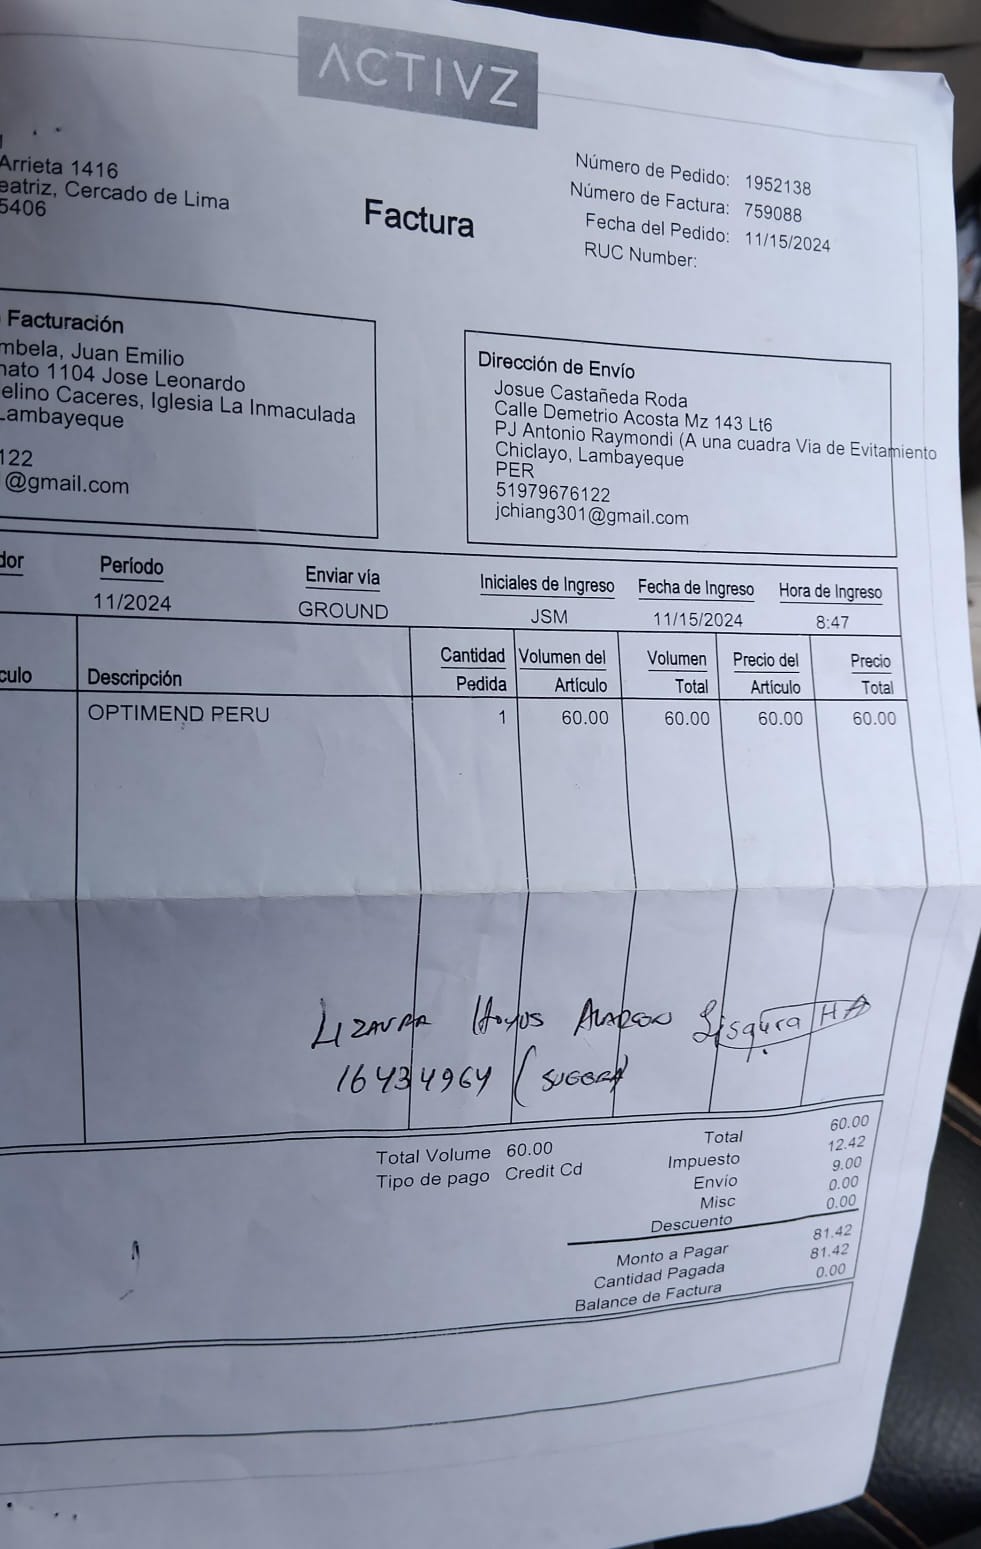 ACTIVZ
Arrieta 1416
eatriz, Cercado de Lima
5406
Factura
Número de Pedido: 1952138
Número de Factura: 759088
Fecha del Pedido: 11/15/2024
RUC Number:
Facturación
mbela, Juan Emilio
nato 1104 Jose Leonardo
elino Caceres, Iglesia La Inmaculada
Lambayeque
122
@gmail.com
Dirección de Envío
Josue Castañeda Roda
Calle Demetrio Acosta Mz 143 Lt6
PJ Antonio Raymondi (A una cuadra Via de Evitamiento
Chiclayo, Lambayeque
PER
51979676122
jchiang301@gmail.com
dor Período Enviar vía Iniciales de Ingreso Fecha de Ingreso Hora de Ingreso
11/2024 GROUND JSM 11/15/2024 8:47
culo Descripción Cantidad Pedida Volumen del Artículo Volumen Total Precio del Artículo Precio Total
OPTIMEND PERU 1 60.00 60.00 60.00 60.00
Hoyos Alarcon
16434964
Total Volume 60.00
Tipo de pago Credit Cd
Total 60.00
Impuesto 12.42
Envío 9.00
Misc 0.00
Descuento 0.00
Monto a Pagar 81.42
Cantidad Pagada 81.42
Balance de Factura 0.00